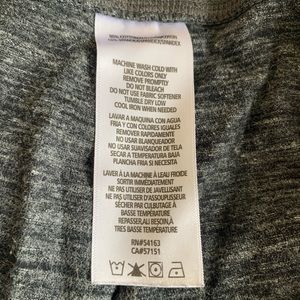 MACHINE WASH COLD WITH
LIKE COLORS ONLY
REMOVE PROMPTLY
DO NOT BLEACH
DO NOT USE FABRIC SOFTENER
TUMBLE DRY LOW
COOL IRON WHEN NEEDED
LAVAR A MAQUINA CON AGUA
FRIA Y CON COLORES IGUALES
REMOVER RAPIDAMENTE
NO USAR BLANQUEADOR
NO USAR SUAVISADOR DE TELA
SECAR A TEMPERATURA BAJA
PLANCHA FRIA SI NECESITA
LAVER À LA MACHINE À L'EAU FROIDE
SORTIR IMMÉDIATEMENT
NE PAS UTILISER DE JAVELLISANT
NE PAS UTILISER D'ASSOUPLISSEUR
SÉCHER PAR CULBUTAGE À
BASSE TEMPÉRATURE
REPASSER,AU BESOIN,À
TRES BASSE TEMPÉRATURE
RN#54163
CA#57151